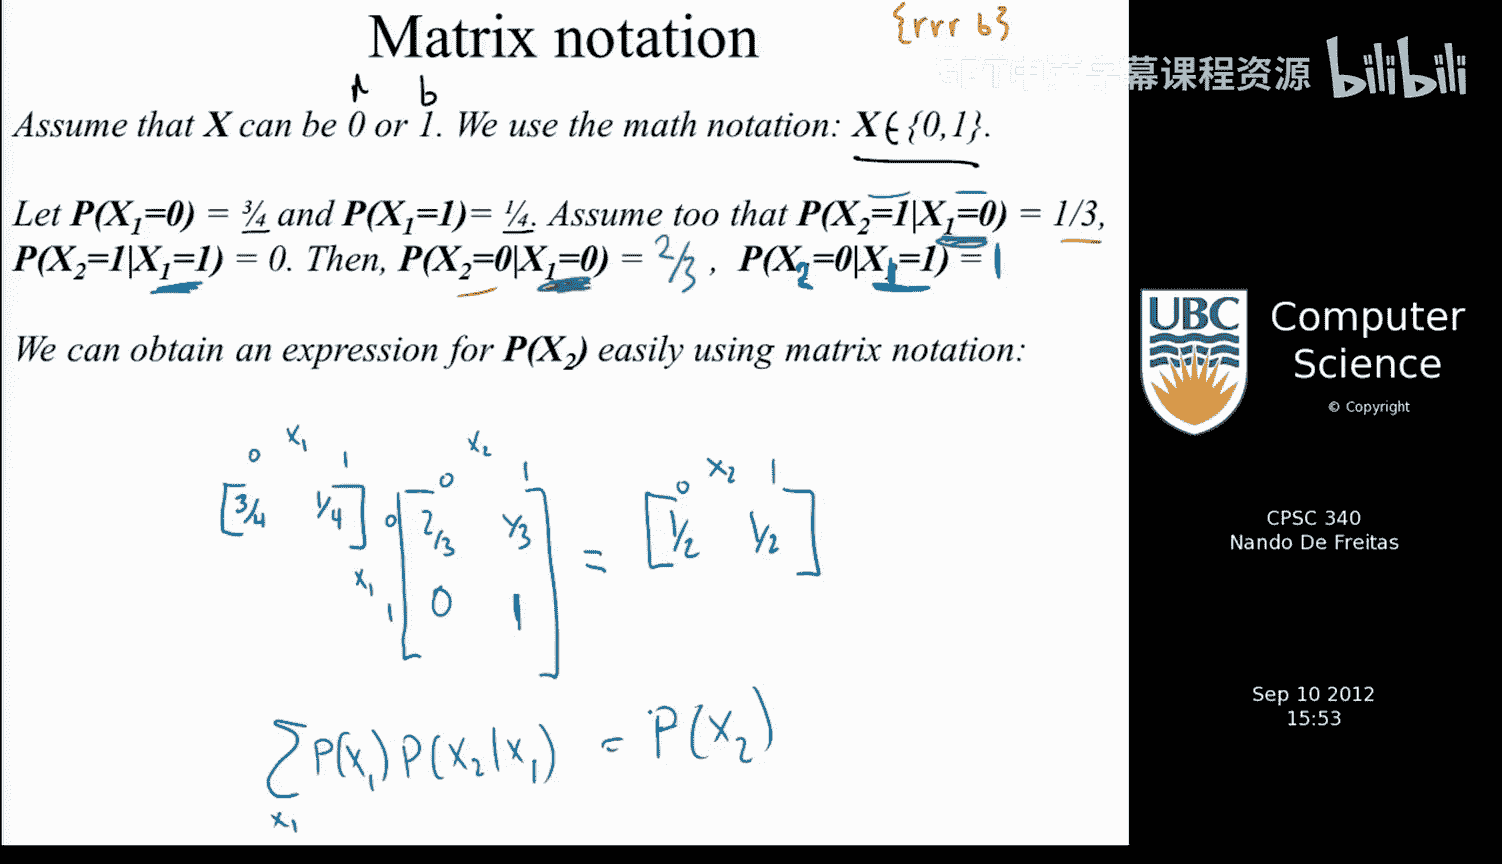 Matrix notation
{rrr b}
幕课程资源 bilibili
r b
Assume that X can be 0 or 1. We use the math notation: X∈{0,1}.
Let P(X₁=0) = ¾ and P(X₁=1)= ¼. Assume too that P(X₂=1|X₁=0) = 1/3,
P(X₂=1|X₁=1) = 0. Then, P(X₂=0|X₁=0) = 2/3 , P(X₂=0|X₁=1) = 1
We can obtain an expression for P(X₂) easily using matrix notation:
x₁ x₂ x₂
0 1 0 1 0 1
[3/4 1/4] 0 [2/3 1/3 = [1/2 1/2]
x₁ 1 0 1]
∑ P(x₁) P(x₂|x₁) = P(x₂)
x₁
UBC
Computer
Science
© Copyright
CPSC 340
Nando De Freitas
Sep 10 2012
15:53